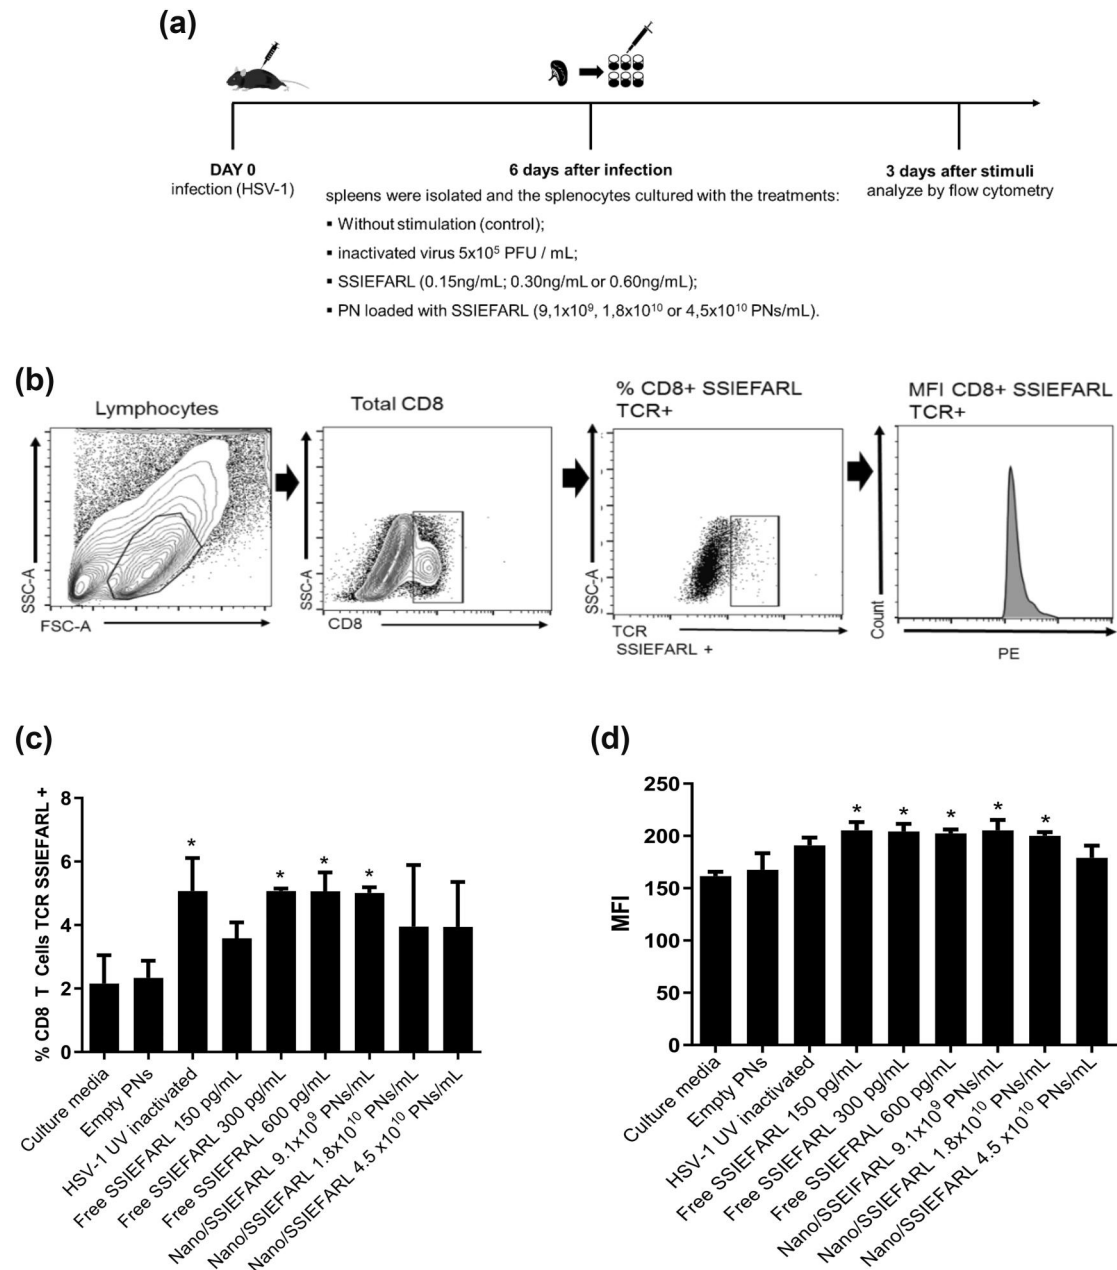 (a)
DAY 0
infection (HSV-1)
6 days after infection
spleens were isolated and the splenocytes cultured with the treatments:
▪ Without stimulation (control);
▪ inactivated virus 5x10⁵ PFU / mL;
▪ SSIEFARL (0.15ng/mL; 0.30ng/mL or 0.60ng/mL);
▪ PN loaded with SSIEFARL (9,1x10⁹, 1,8x10¹⁰ or 4,5x10¹⁰ PNs/mL).
3 days after stimuli
analyze by flow cytometry
(b)
Lymphocytes
SSC-A
FSC-A
Total CD8
SSC-A
CD8
% CD8+ SSIEFARL
TCR+
SSC-A
TCR
SSIEFARL +
MFI CD8+ SSIEFARL
TCR+
Count
PE
(c)
% CD8 T Cells TCR SSIEFARL +
8
6
4
2
0
*
*
*
*
Culture media
Empty PNs
HSV-1 UV inactivated
Free SSIEFARL 150 pg/mL
Free SSIEFARL 300 pg/mL
Free SSIEFRAL 600 pg/mL
Nano/SSIEFARL 9.1x10⁹ PNs/mL
Nano/SSIEFARL 1.8x10¹⁰ PNs/mL
Nano/SSIEFARL 4.5 x10¹⁰ PNs/mL
(d)
MFI
250
200
150
100
50
0
*
*
*
*
*
Culture media
Empty PNs
HSV-1 UV inactivated
Free SSIEFARL 150 pg/mL
Free SSIEFARL 300 pg/mL
Free SSIEFRAL 600 pg/mL
Nano/SSEIFARL 9.1x10⁹ PNs/mL
Nano/SSIEFARL 1.8x10¹⁰ PNs/mL
Nano/SSIEFARL 4.5 x10¹⁰ PNs/mL